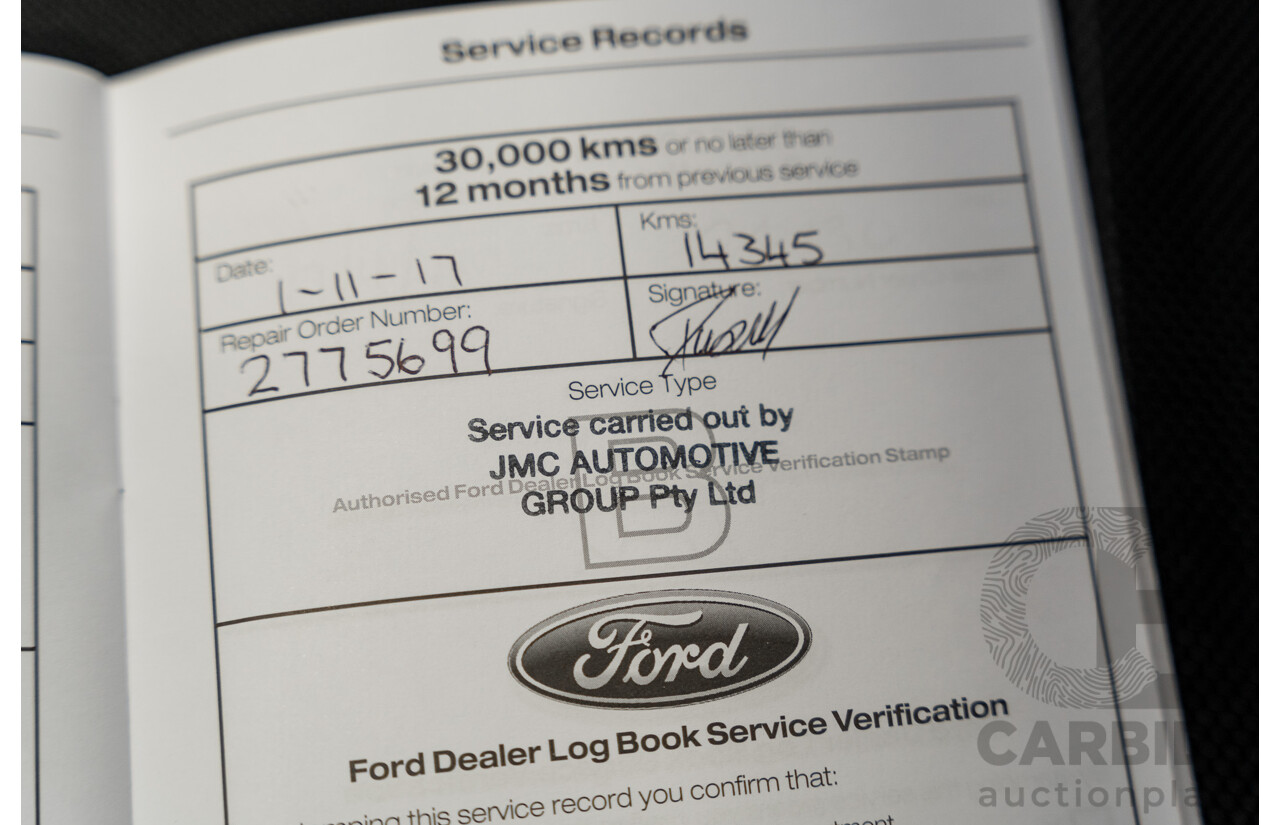 Service Records
30,000 kms or no later than
12 months from previous service
Date:
1-11-17
Kms:
14345
Repair Order Number:
2775699
Signature:
Service Type
B
Service carried out by
JMC AUTOMOTIVE
Authorised Ford Dealer Log Book Service Verification Stamp
GROUP Pty Ltd
Ford
Ford Dealer Log Book Service Verification
this service record you confirm that:
CARBI
auctionpla